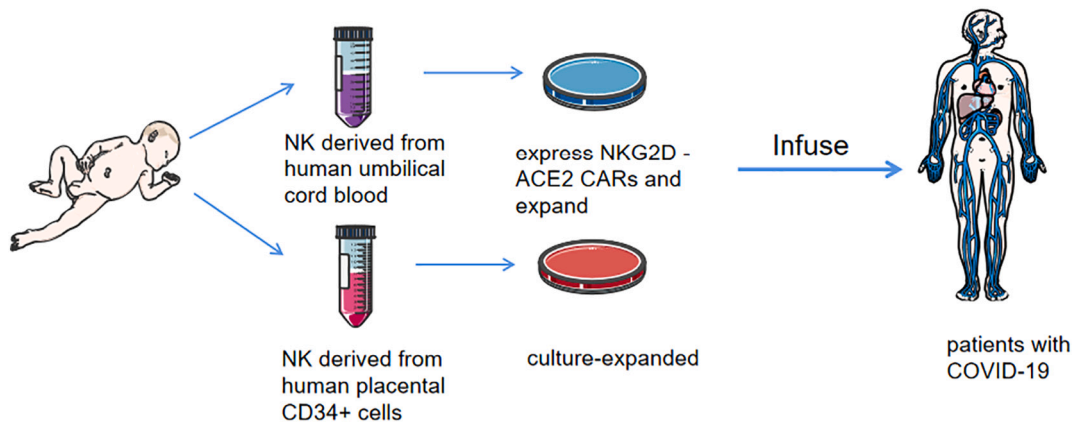 NK derived from
human umbilical
cord blood
express NKG2D -
ACE2 CARs and
expand
Infuse
NK derived from
human placental
CD34+ cells
culture-expanded
patients with
COVID-19